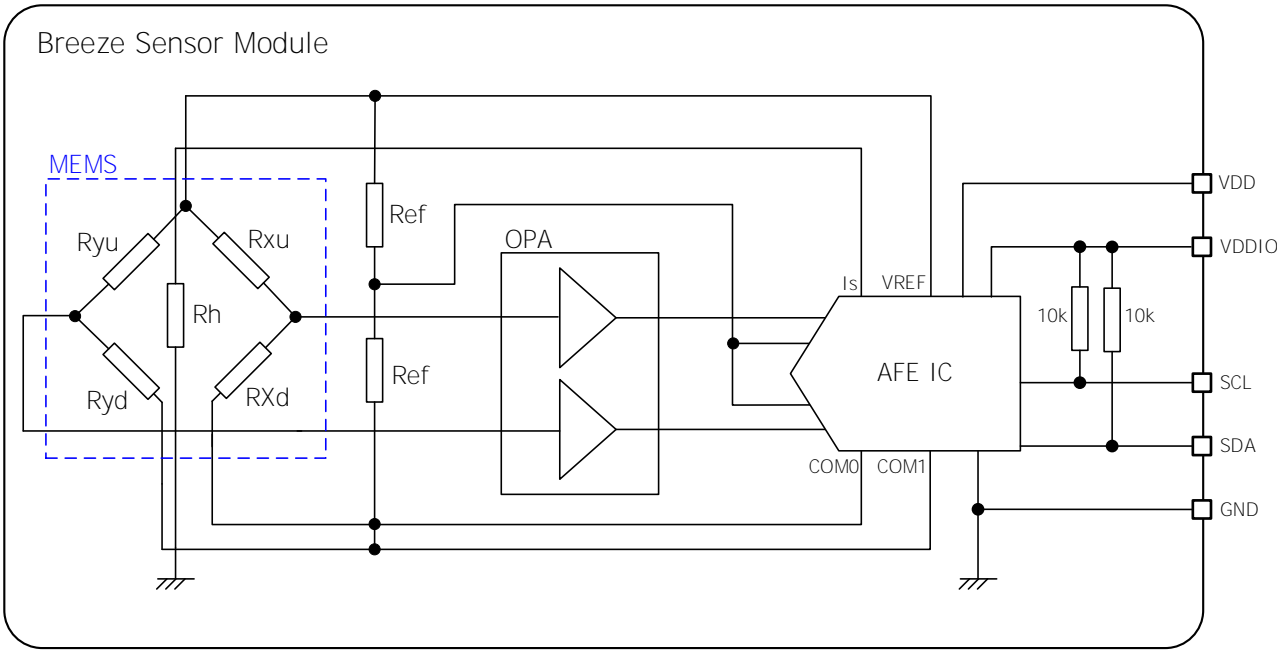 Breeze Sensor Module
MEMS
VDD
Ryu
Rxu
Ref
OPA
VDDIO
Is
VREF
Rh
10k
10k
Ref
AFE IC
SCL
Ryd
RXd
SDA
COM0
COM1
GND